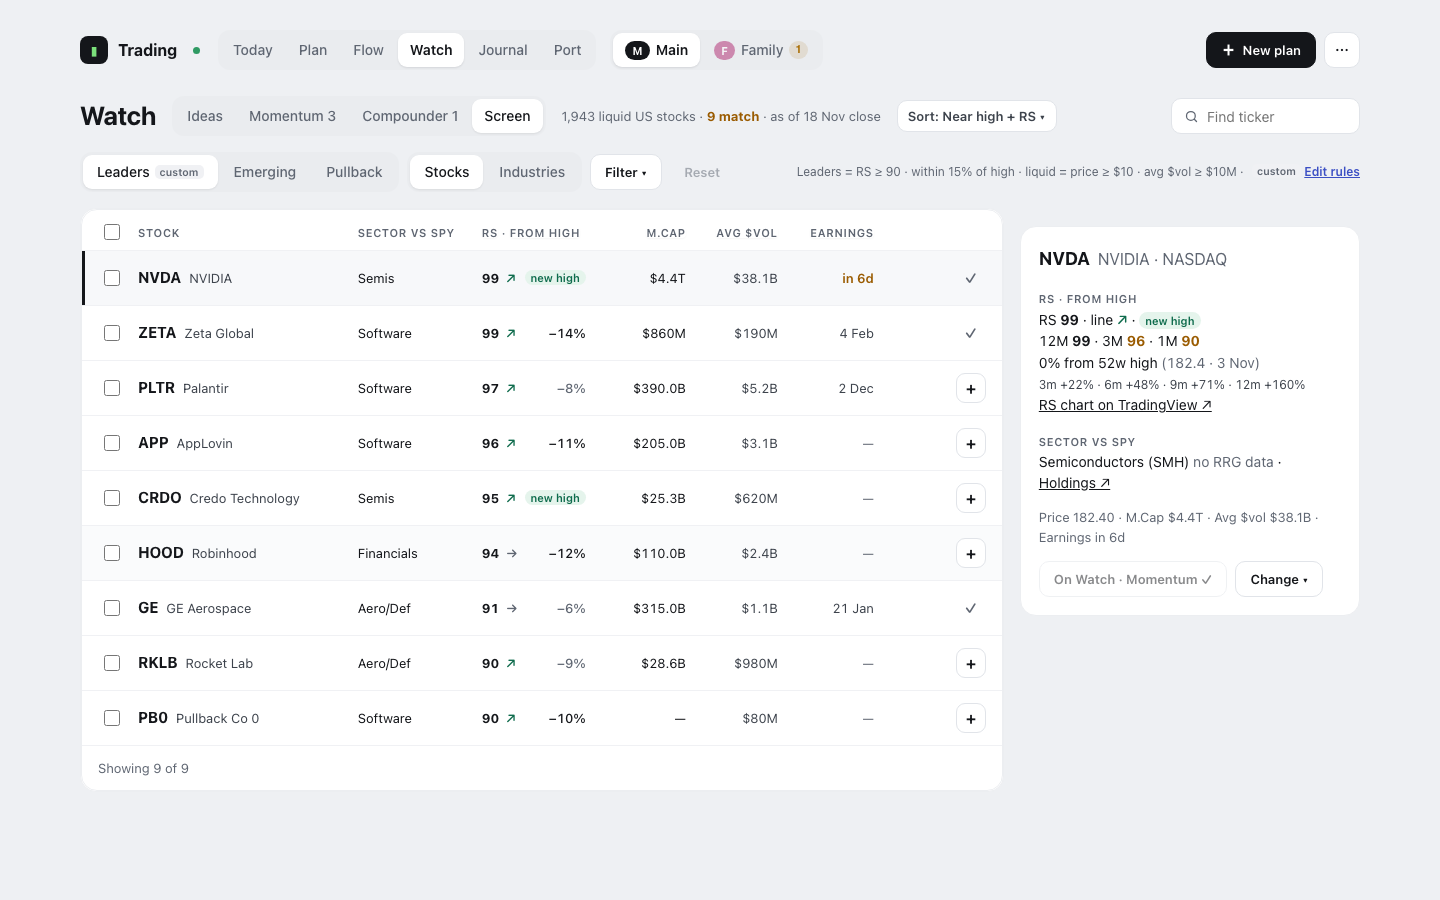 Trading
Today Plan Flow Watch Journal Port
M Main F Family 1
+ New plan ···
Watch
Ideas Momentum 3 Compounder 1 Screen
1,943 liquid US stocks · 9 match · as of 18 Nov close
Sort: Near high + RS ▾
Find ticker
Leaders custom Emerging Pullback
Stocks Industries
Filter ▾ Reset
Leaders = RS ≥ 90 · within 15% of high · liquid = price ≥ $10 · avg $vol ≥ $10M · custom Edit rules
STOCK SECTOR VS SPY RS · FROM HIGH M.CAP AVG $VOL EARNINGS
NVDA NVIDIA Semis 99 ↗ new high $4.4T $38.1B in 6d ✓
ZETA Zeta Global Software 99 ↗ −14% $860M $190M 4 Feb ✓
PLTR Palantir Software 97 ↗ −8% $390.0B $5.2B 2 Dec +
APP AppLovin Software 96 ↗ −11% $205.0B $3.1B — +
CRDO Credo Technology Semis 95 ↗ new high $25.3B $620M — +
HOOD Robinhood Financials 94 → −12% $110.0B $2.4B — +
GE GE Aerospace Aero/Def 91 → −6% $315.0B $1.1B 21 Jan ✓
RKLB Rocket Lab Aero/Def 90 ↗ −9% $28.6B $980M — +
PB0 Pullback Co 0 Software 90 ↗ −10% — $80M — +
Showing 9 of 9
NVDA NVIDIA · NASDAQ
RS · FROM HIGH
RS 99 · line ↗ · new high
12M 99 · 3M 96 · 1M 90
0% from 52w high (182.4 · 3 Nov)
3m +22% · 6m +48% · 9m +71% · 12m +160%
RS chart on TradingView ↗
SECTOR VS SPY
Semiconductors (SMH) no RRG data ·
Holdings ↗
Price 182.40 · M.Cap $4.4T · Avg $vol $38.1B ·
Earnings in 6d
On Watch · Momentum ✓ Change ▾